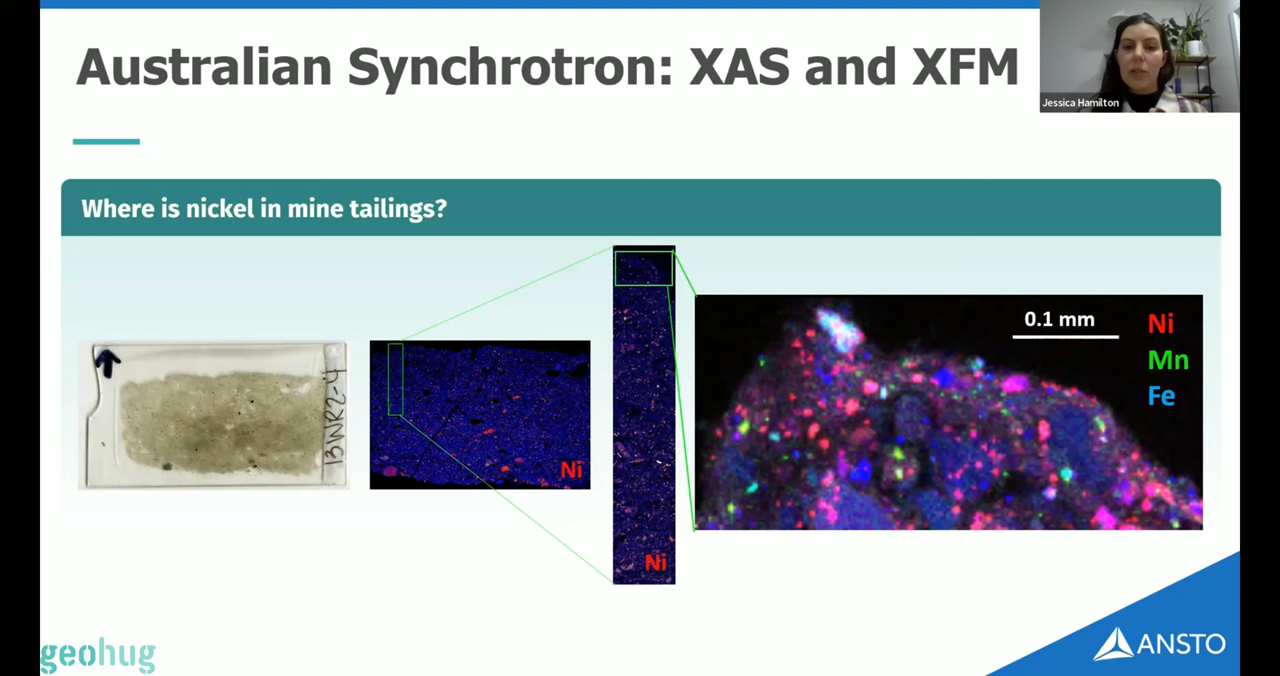 Australian Synchrotron: XAS and XFM
Jessica Hamilton
Where is nickel in mine tailings?
13WR2-4
Ni
Ni
0.1 mm
Ni
Mn
Fe
geohug
ANSTO